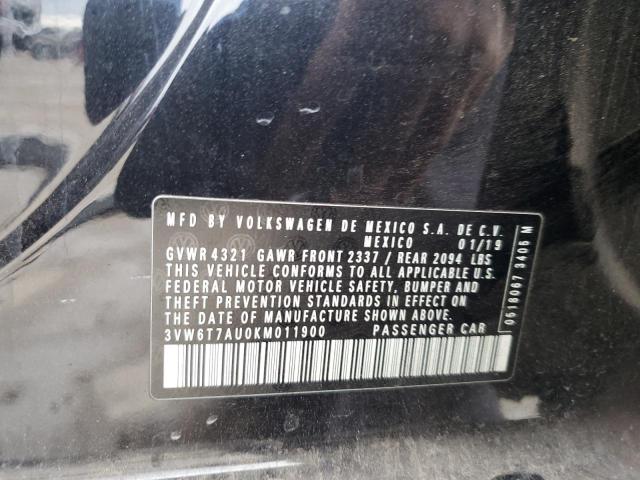 MFD BY VOLKSWAGEN DE MEXICO S.A. DE C.V.
MEXICO 01/19
GVWR 4321 GAWR FRONT 2337 / REAR 2094 LBS
THIS VEHICLE CONFORMS TO ALL APPLICABLE U.S.
FEDERAL MOTOR VEHICLE SAFETY, BUMPER AND
THEFT PREVENTION STANDARDS IN EFFECT ON
THE DATE OF MANUFACTURE SHOWN ABOVE.
3VW6T7AU0KM011900 PASSENGER CAR
0618067 3405 M